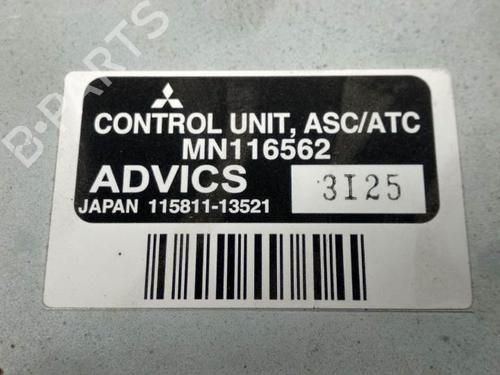 B-PARTS
CONTROL UNIT, ASC/ATC
MN116562
ADVICS 3I25
JAPAN 115811-13521